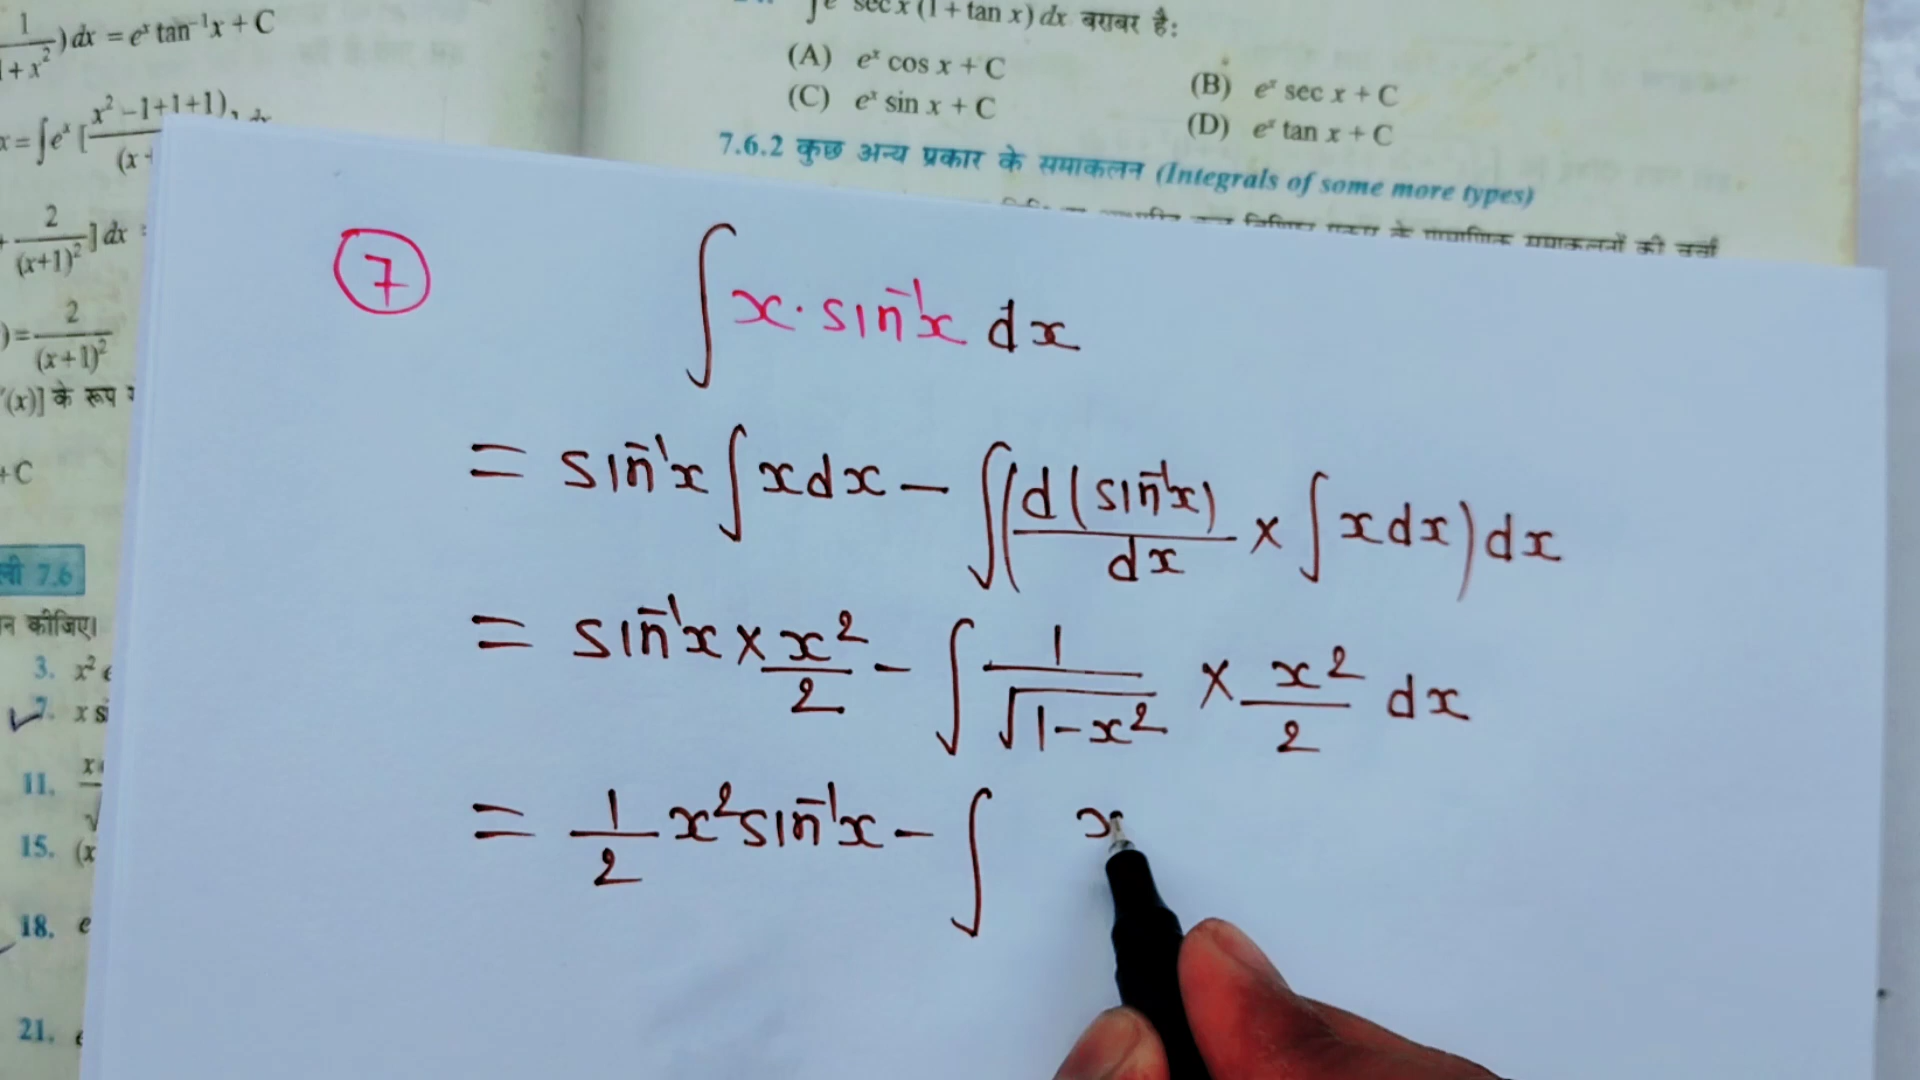 1/(1+x²)) dx = eˣ tan⁻¹x + C
x = ∫eˣ [(x² –1+1+1)
(x +
2/(x+1)²] dx
) = 2/(x+1)²
'(x)] के रूप
+ C
7.6
कीजिए।
3. x²
7. x si
11. x
15. (x
18. e
21.
sec x (1 + tan x) dx बराबर है:
(A) eˣ cos x + C
(B) eˣ sec x + C
(C) eˣ sin x + C
(D) eˣ tan x + C
7.6.2 कुछ अन्य प्रकार के समाकलन (Integrals of some more types)
7
∫ x · sin⁻¹x dx
= sin⁻¹x ∫ x dx – ∫(d(sin⁻¹x)/dx × ∫ x dx) dx
= sin⁻¹x × x²/2 – ∫ 1/√1–x² × x²/2 dx
= 1/2 x² sin⁻¹x – ∫ x